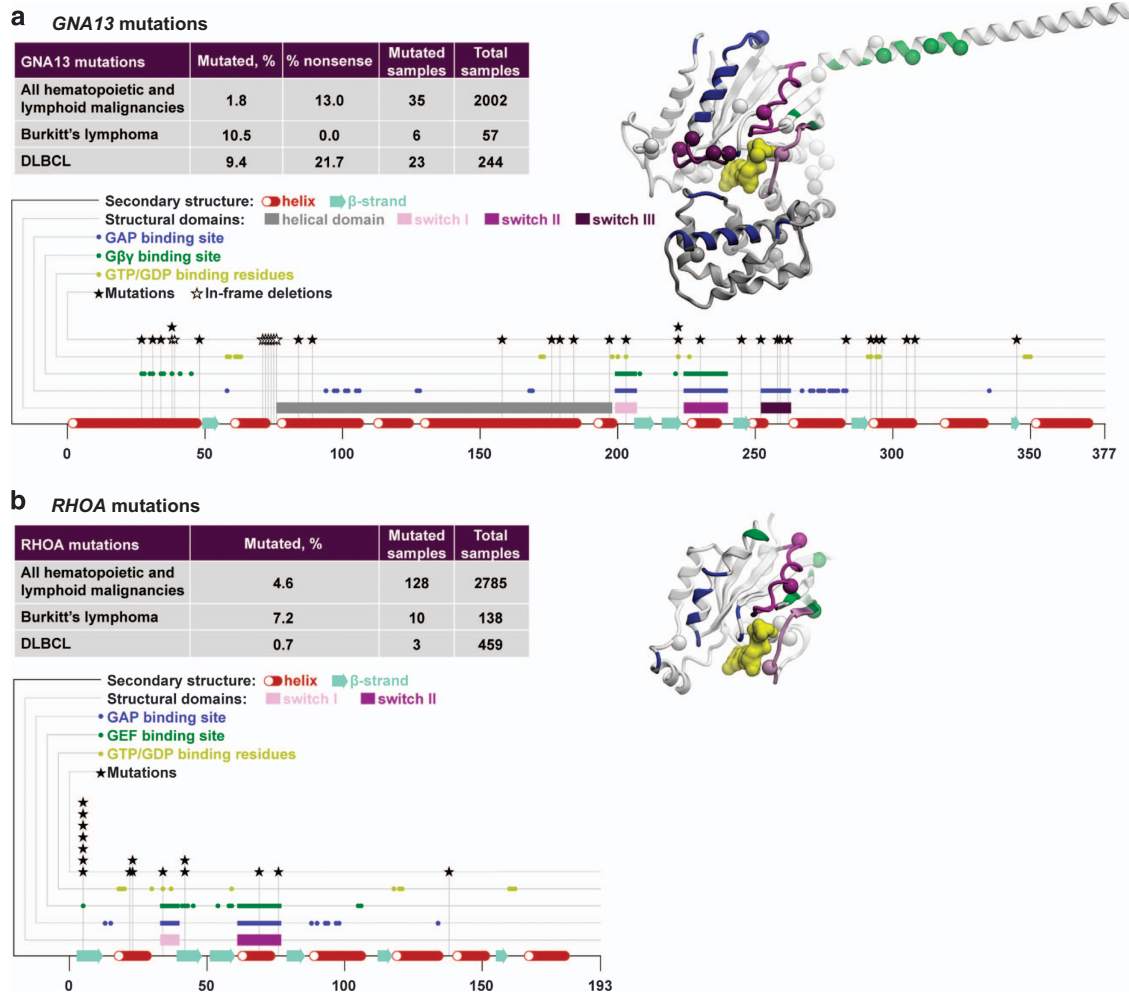 a GNA13 mutations
GNA13 mutations Mutated, % % nonsense Mutated samples Total samples
All hematopoietic and lymphoid malignancies 1.8 13.0 35 2002
Burkitt's lymphoma 10.5 0.0 6 57
DLBCL 9.4 21.7 23 244
Secondary structure: helix β-strand
Structural domains: helical domain switch I switch II switch III
GAP binding site
Gβγ binding site
GTP/GDP binding residues
Mutations In-frame deletions
0 50 100 150 200 250 300 350 377
b RHOA mutations
RHOA mutations Mutated, % Mutated samples Total samples
All hematopoietic and lymphoid malignancies 4.6 128 2785
Burkitt's lymphoma 7.2 10 138
DLBCL 0.7 3 459
Secondary structure: helix β-strand
Structural domains: switch I switch II
GAP binding site
GEF binding site
GTP/GDP binding residues
Mutations
0 50 100 150 193